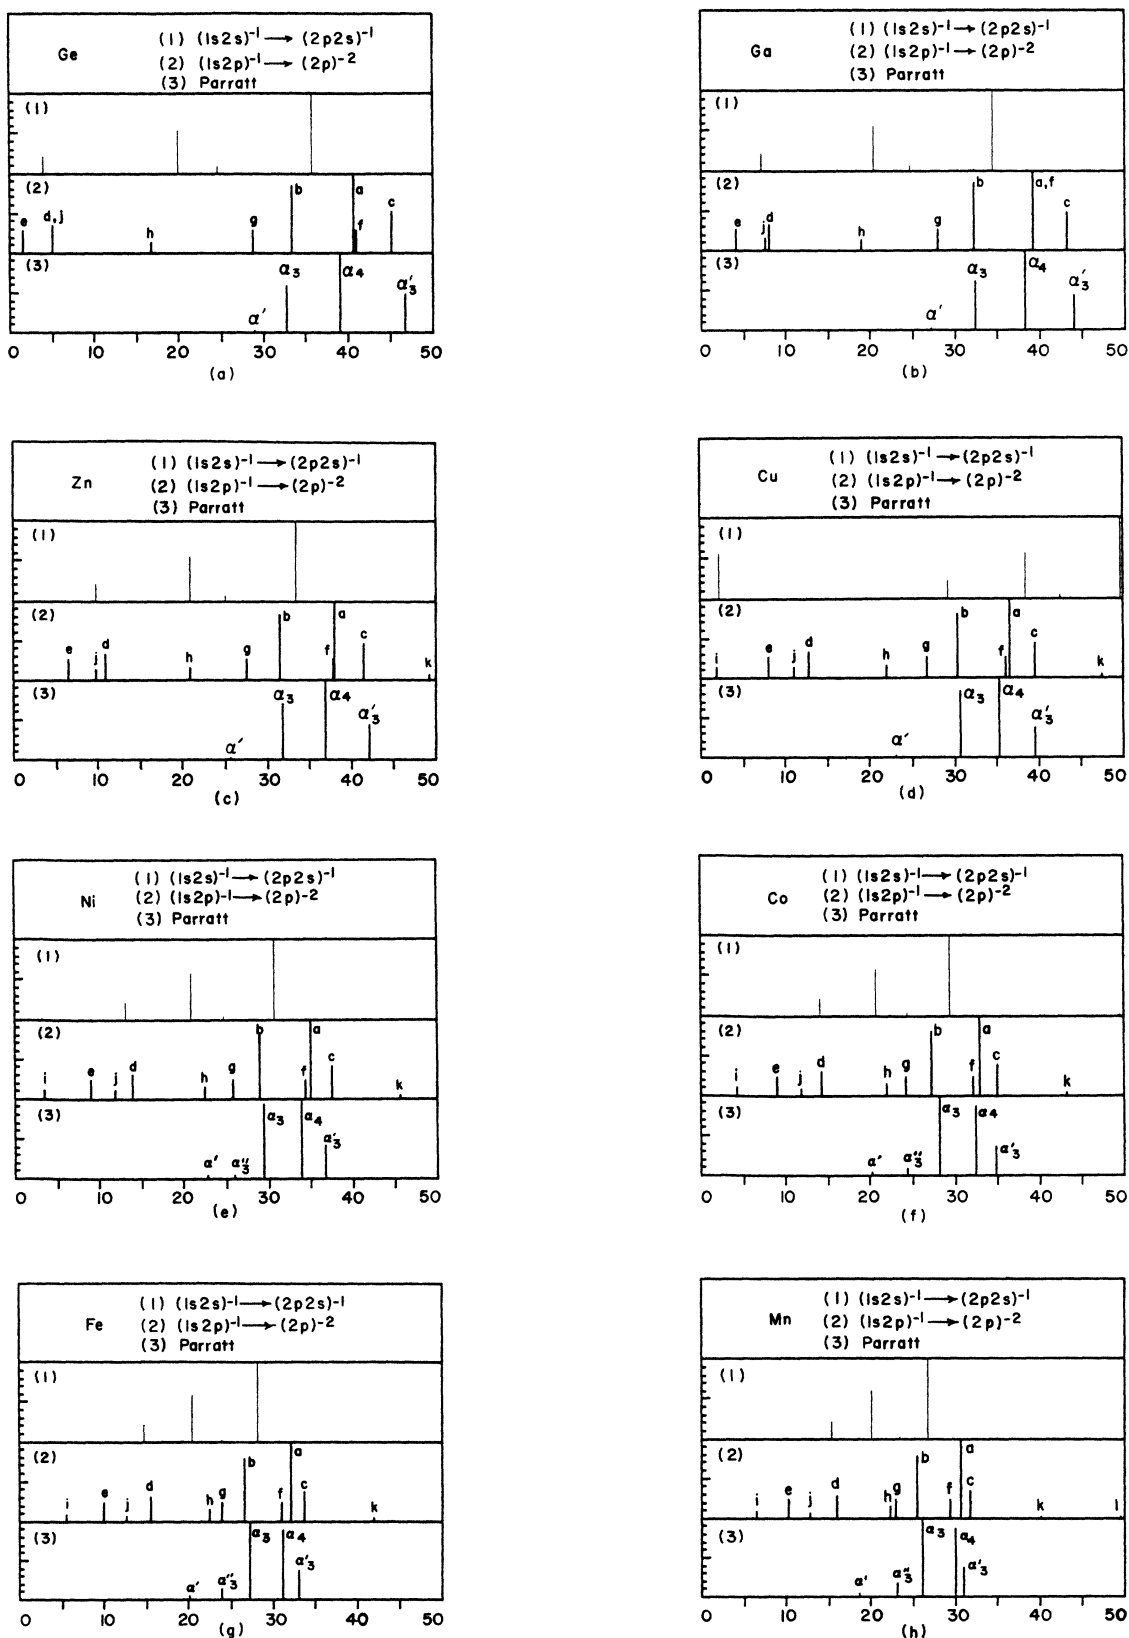 Ge
(1) (1s2s)⁻¹ → (2p2s)⁻¹
(2) (1s2p)⁻¹ → (2p)⁻²
(3) Parratt
(1)
(2)
e d,j h g b a f c
(3)
α' α₃ α₄ α'₃
0 10 20 30 40 50
(a)
Ga
(1) (1s2s)⁻¹ → (2p2s)⁻¹
(2) (1s2p)⁻¹ → (2p)⁻²
(3) Parratt
(1)
(2)
e j d h g b a,f c
(3)
α' α₃ α₄ α'₃
0 10 20 30 40 50
(b)
Zn
(1) (1s2s)⁻¹ → (2p2s)⁻¹
(2) (1s2p)⁻¹ → (2p)⁻²
(3) Parratt
(1)
(2)
e j d h g b f a c k
(3)
α' α₃ α₄ α'₃
0 10 20 30 40 50
(c)
Cu
(1) (1s2s)⁻¹ → (2p2s)⁻¹
(2) (1s2p)⁻¹ → (2p)⁻²
(3) Parratt
(1)
(2)
i e j d h g b f a c k
(3)
α' α₃ α₄ α'₃
0 10 20 30 40 50
(d)
Ni
(1) (1s2s)⁻¹ → (2p2s)⁻¹
(2) (1s2p)⁻¹ → (2p)⁻²
(3) Parratt
(1)
(2)
i e j d h g b f a c k
(3)
α' α''₃ α₃ α₄ α'₃
0 10 20 30 40 50
(e)
Co
(1) (1s2s)⁻¹ → (2p2s)⁻¹
(2) (1s2p)⁻¹ → (2p)⁻²
(3) Parratt
(1)
(2)
i e j d h g b f a c k
(3)
α' α''₃ α₃ α₄ α'₃
0 10 20 30 40 50
(f)
Fe
(1) (1s2s)⁻¹ → (2p2s)⁻¹
(2) (1s2p)⁻¹ → (2p)⁻²
(3) Parratt
(1)
(2)
i e j d h g b f a c k
(3)
α' α''₃ α₃ α₄ α'₃
0 10 20 30 40 50
(g)
Mn
(1) (1s2s)⁻¹ → (2p2s)⁻¹
(2) (1s2p)⁻¹ → (2p)⁻²
(3) Parratt
(1)
(2)
i e j d h g b f a c k l
(3)
α' α''₃ α₃ α₄ α'₃
0 10 20 30 40 50
(h)